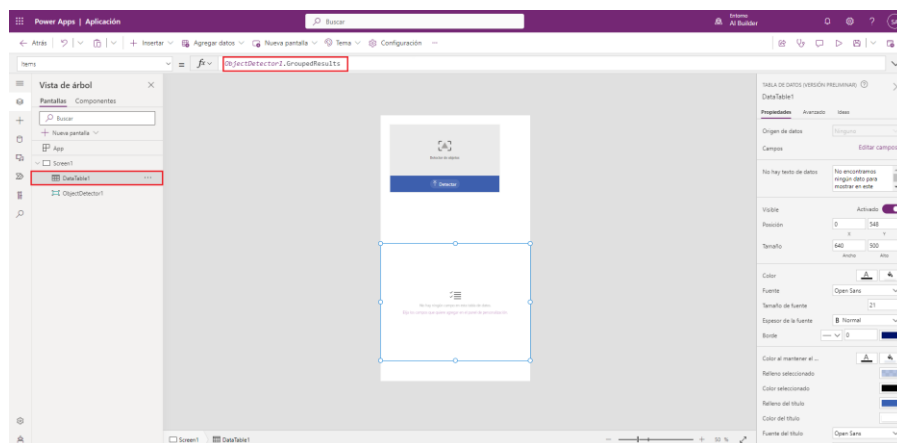 Power Apps | Aplicación
Buscar
Entorno
AI Builder
Atrás
Insertar
Agregar datos
Nueva pantalla
Tema
Configuración
Items
= fx ObjectDetector1.GroupedResults
Vista de árbol
Pantallas Componentes
Buscar
Nueva pantalla
App
Screen1
DataTable1
ObjectDetector1
Detector de objetos
Detectar
TABLA DE DATOS (VERSIÓN PRELIMINAR)
DataTable1
Propiedades Avanzado Ideas
Origen de datos Ninguno
Campos Editar campos
No hay texto de datos No encontramos
ningún dato para
mostrar en este
Visible Activado
Posición 0 548
X Y
Tamaño 640 500
Ancho Alto
Color
Fuente Open Sans
Tamaño de fuente 21
Espesor de la fuente B Normal
Borde 0
Color al mantener el ...
Relleno seleccionado
Color seleccionado
Relleno del título
Color del título
Fuente del título Open Sans
Screen1 DataTable1
50 %